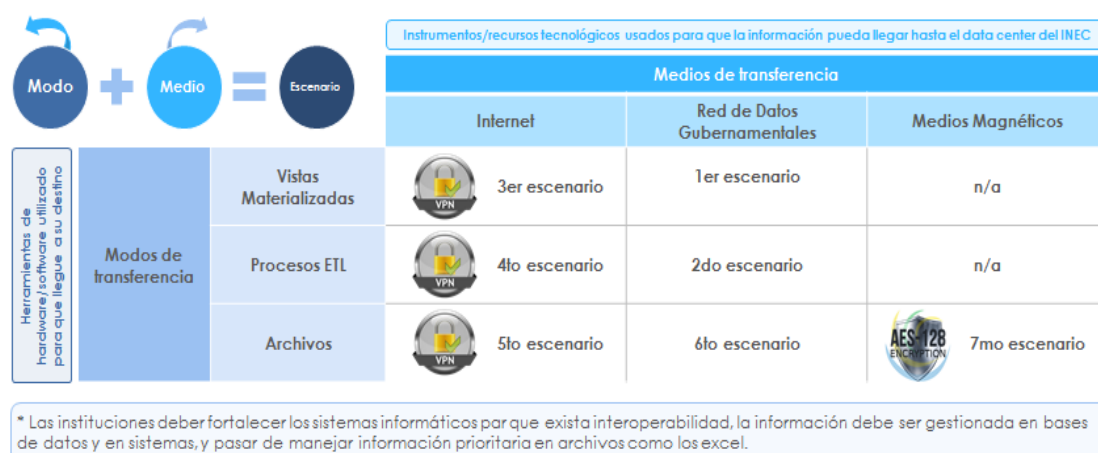 Modo
Medio
Escenario
Instrumentos/recursos tecnológicos usados para que la información pueda llegar hasta el data center del INEC
Medios de transferencia
Internet
Red de Datos
Gubernamentales
Medios Magnéticos
Herramientas de
hardware/software utilizado
para que llegue a su destino
Modos de
transferencia
Vistas
Materializadas
VPN
3er escenario
1er escenario
n/a
Procesos ETL
VPN
4to escenario
2do escenario
n/a
Archivos
VPN
5to escenario
6to escenario
AES-128
ENCRYPTION
7mo escenario
* Las instituciones deber fortalecer los sistemas informáticos par que exista interoperabilidad, la información debe ser gestionada en bases
de datos y en sistemas, y pasar de manejar información prioritaria en archivos como los excel.